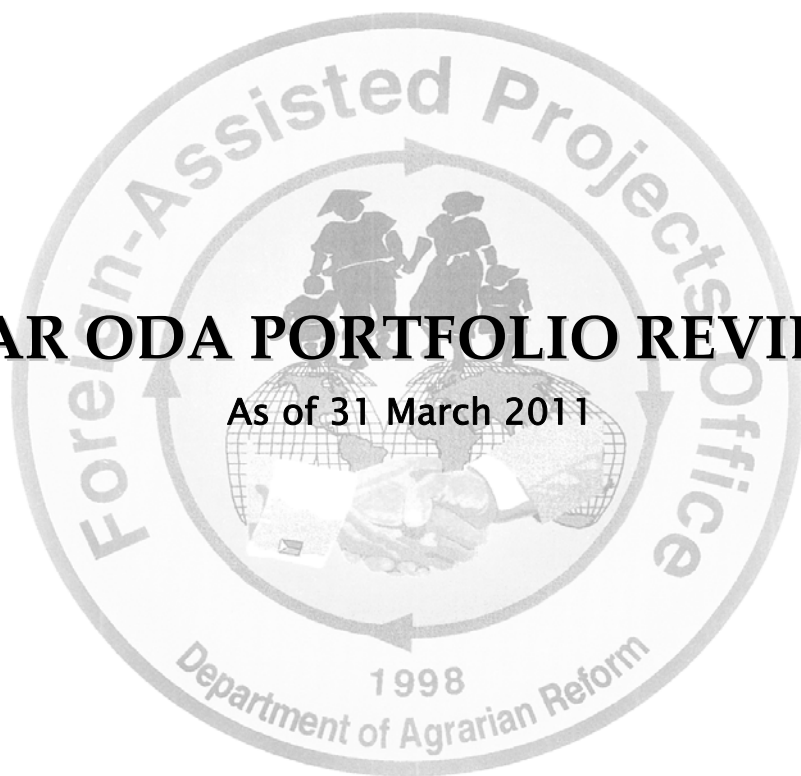 Foreign-Assisted Projects Office
AR ODA PORTFOLIO REVI
As of 31 March 2011
1998
Department of Agrarian Reform